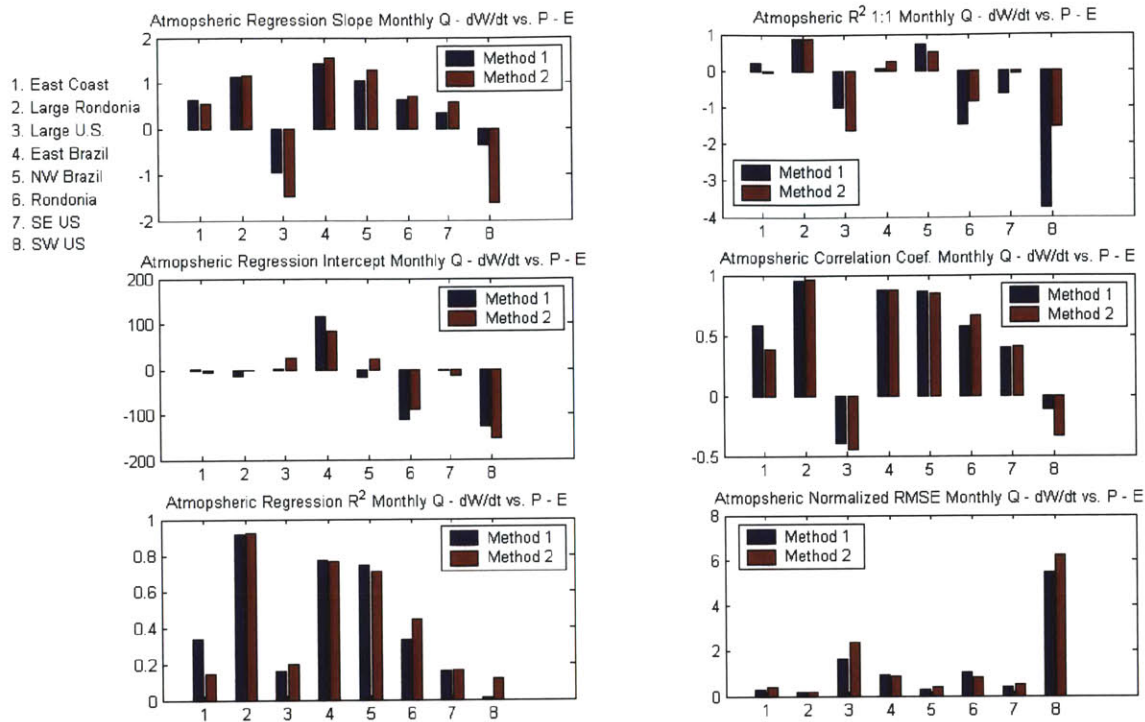 1. East Coast
2. Large Rondonia
3. Large U.S.
4. East Brazil
5. NW Brazil
6. Rondonia
7. SE US
8. SW US
Atmopsheric Regression Slope Monthly Q - dW/dt vs. P - E
2
1
0
-1
-2
Method 1
Method 2
1 2 3 4 5 6 7 8
Atmopsheric R² 1:1 Monthly Q - dW/dt vs. P - E
1
0
-1
-2
-3
-4
Method 1
Method 2
1 2 3 4 5 6 7 8
Atmopsheric Regression Intercept Monthly Q - dW/dt vs. P - E
200
100
0
-100
-200
Method 1
Method 2
1 2 3 4 5 6 7 8
Atmopsheric Correlation Coef. Monthly Q - dW/dt vs. P - E
1
0.5
0
-0.5
Method 1
Method 2
1 2 3 4 5 6 7 8
Atmopsheric Regression R² Monthly Q - dW/dt vs. P - E
1
0.8
0.6
0.4
0.2
0
Method 1
Method 2
1 2 3 4 5 6 7 8
Atmopsheric Normalized RMSE Monthly Q - dW/dt vs. P - E
8
6
4
2
0
Method 1
Method 2
1 2 3 4 5 6 7 8